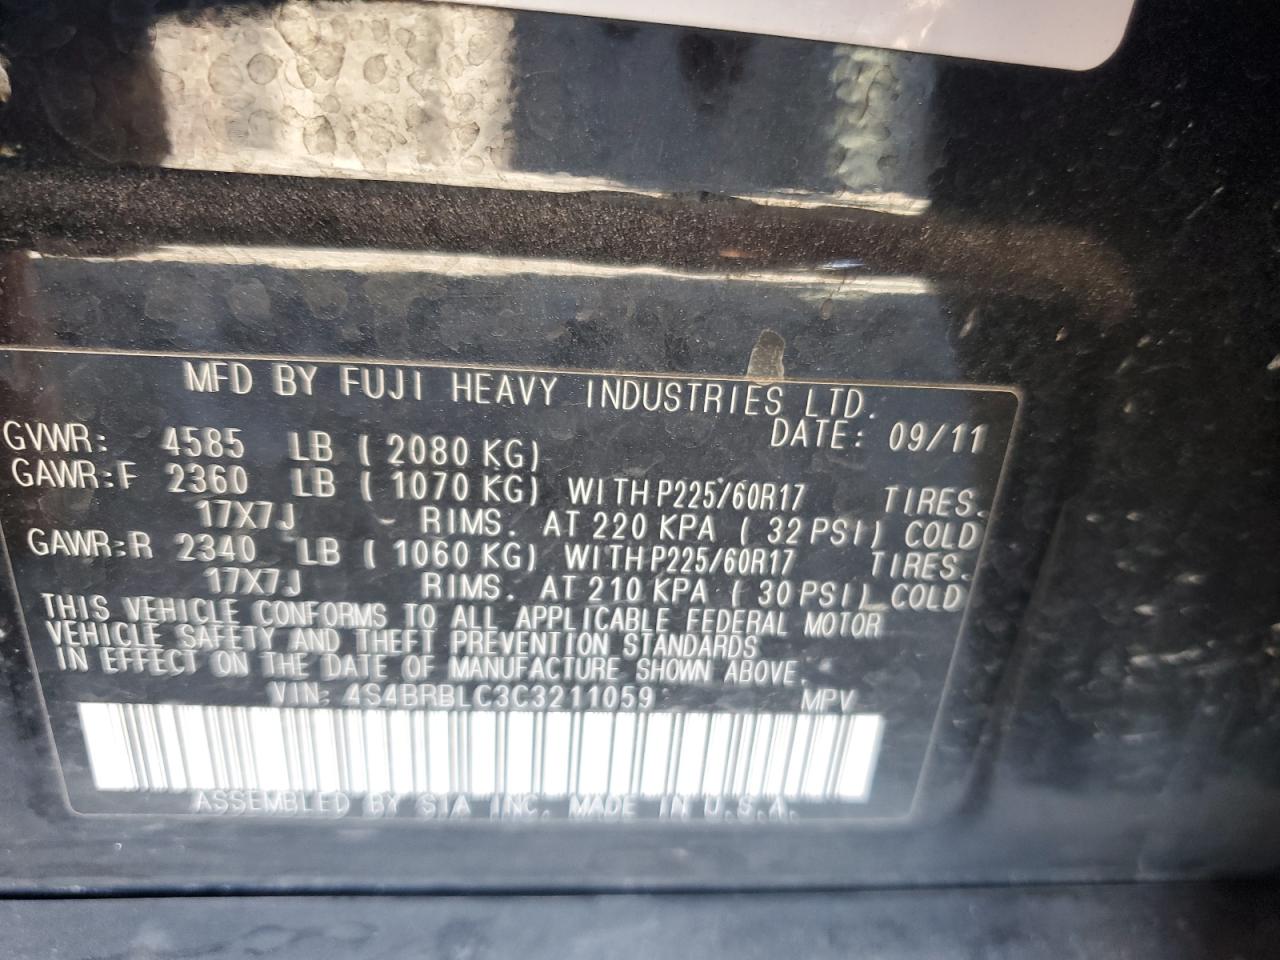 MFD BY FUJI HEAVY INDUSTRIES LTD.
DATE: 09/11
GVWR: 4585 LB ( 2080 KG)
GAWR:F 2360 LB ( 1070 KG) WITH P225/60R17 TIRES.
17X7J RIMS. AT 220 KPA ( 32 PSI) COLD
GAWR:R 2340 LB ( 1060 KG) WITH P225/60R17 TIRES.
17X7J RIMS. AT 210 KPA ( 30 PSI) COLD
THIS VEHICLE CONFORMS TO ALL APPLICABLE FEDERAL MOTOR
VEHICLE SAFETY AND THEFT PREVENTION STANDARDS
IN EFFECT ON THE DATE OF MANUFACTURE SHOWN ABOVE.
VIN: 4S4BRBLC3C3211059 MPV
ASSEMBLED BY SIA INC. MADE IN U.S.A.